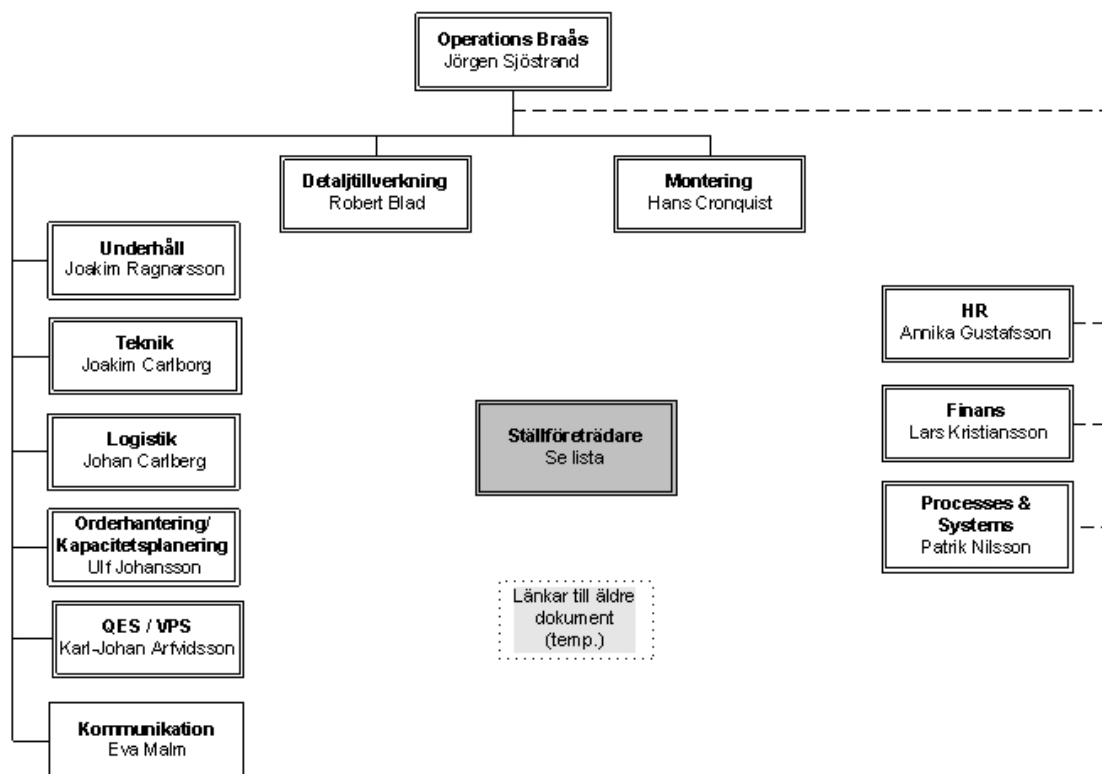 Operations Braås
Jörgen Sjöstrand
Detaljtillverkning
Robert Blad
Montering
Hans Cronquist
Underhåll
Joakim Ragnarsson
Teknik
Joakim Carlborg
Logistik
Johan Carlberg
Orderhantering/
Kapacitetsplanering
Ulf Johansson
QES / VPS
Karl-Johan Arfvidsson
Kommunikation
Eva Malm
Ställföreträdare
Se lista
Länkar till äldre
dokument
(temp.)
HR
Annika Gustafsson
Finans
Lars Kristiansson
Processes &
Systems
Patrik Nilsson